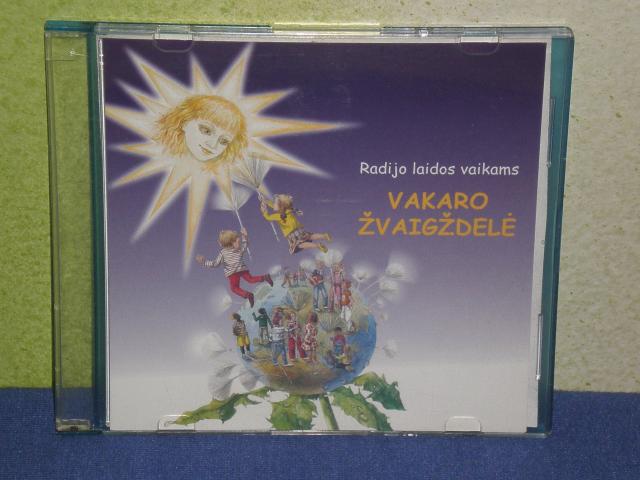 Radijo laidos vaikams
VAKARO
ŽVAIGŽDELĖ